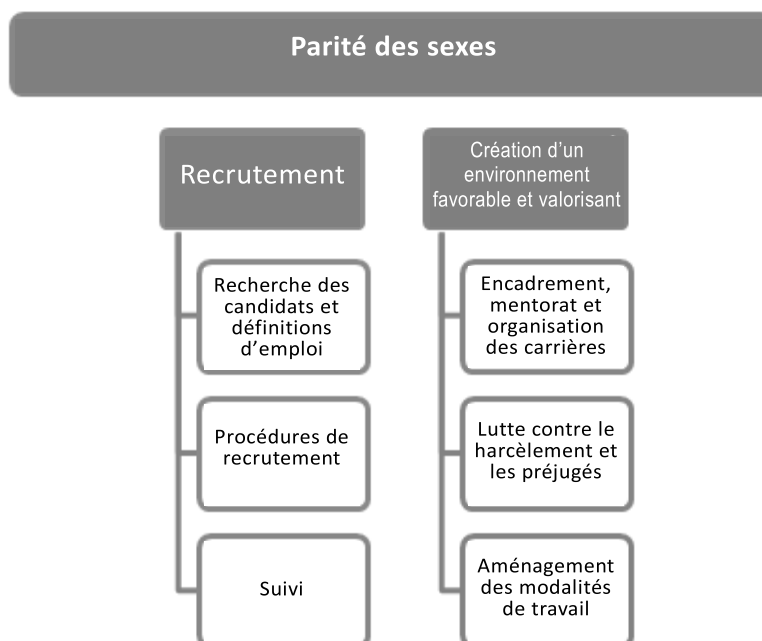 Parité des sexes
Recrutement
Recherche des
candidats et
définitions
d'emploi
Procédures de
recrutement
Suivi
Création d'un
environnement
favorable et valorisant
Encadrement,
mentorat et
organisation
des carrières
Lutte contre le
harcèlement et
les préjugés
Aménagement
des modalités
de travail